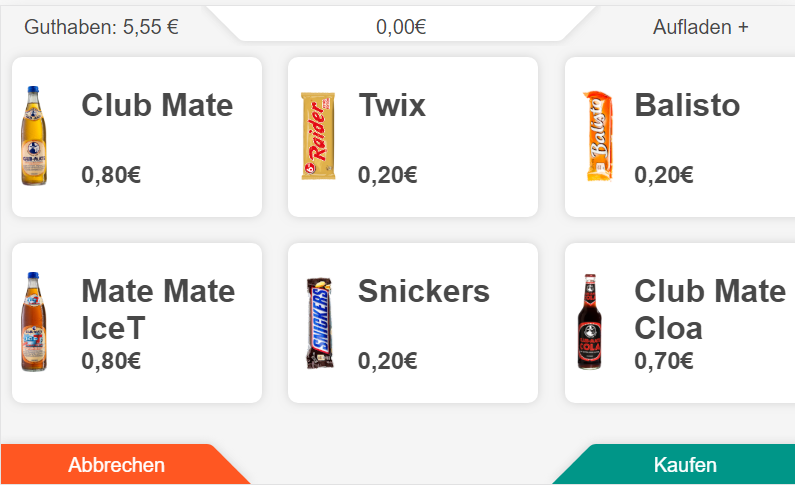 Guthaben: 5,55 €
0,00€
Aufladen +
Club Mate
0,80€
Raider
Twix
0,20€
Balisto
Balisto
0,20€
Mate Mate
IceT
0,80€
SNICKERS
Snickers
0,20€
COLA
Club Mate
Cloa
0,70€
Abbrechen
Kaufen